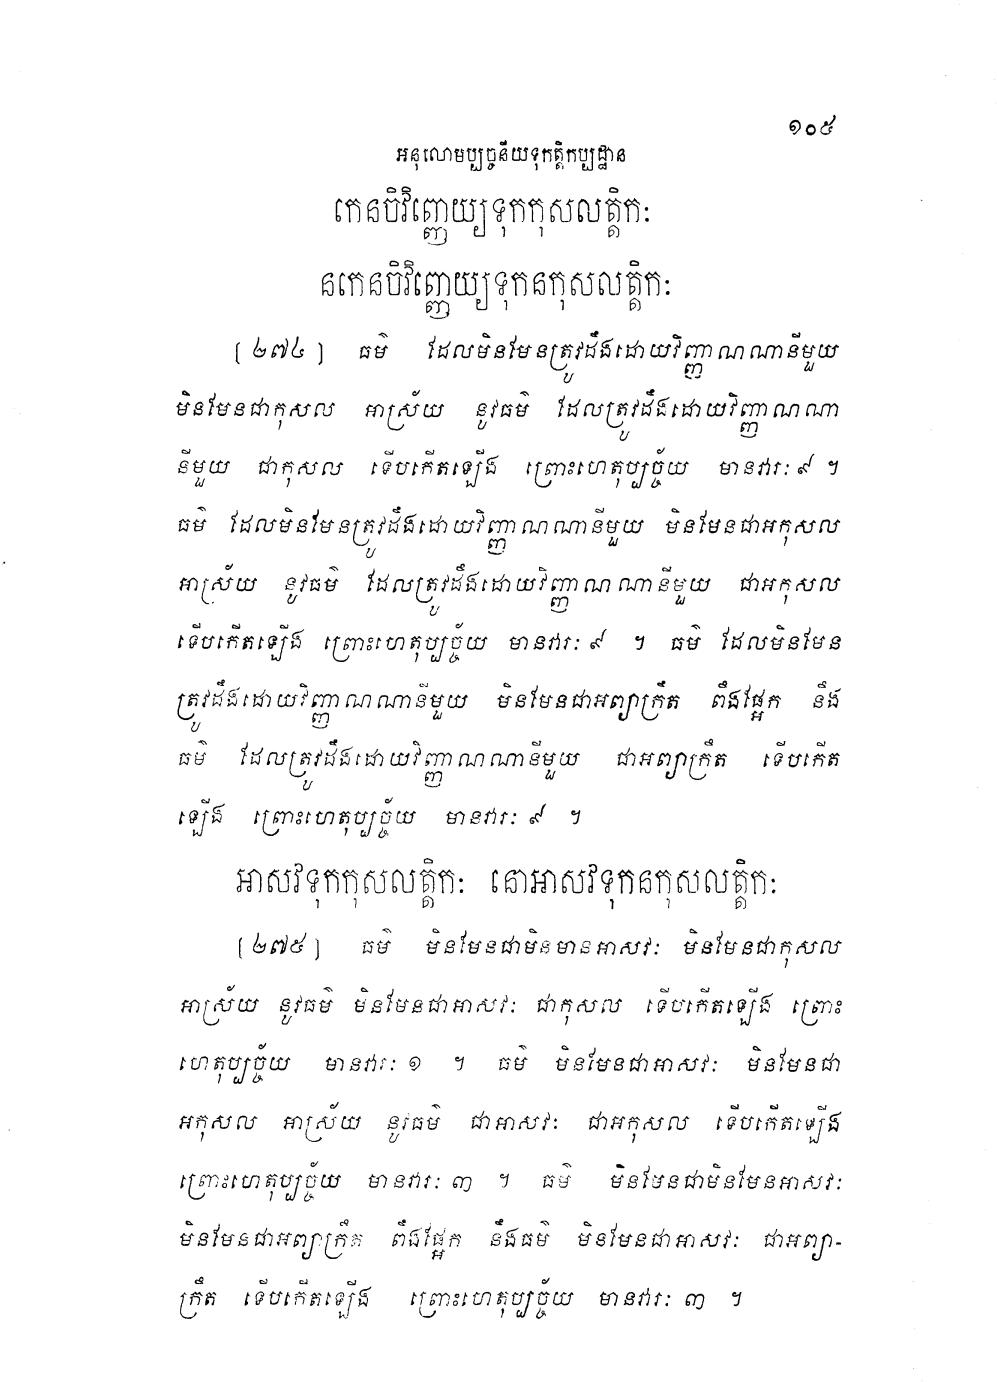 ១០៥
អនុលោមប្បច្ចនីយទុកត្តិកប្បដ្ឋាន
កេនចិវិញ្ញេយ្យទុកកុសលត្តិកៈ
នកេនចិវិញ្ញេយ្យទុកនកុសលត្តិកៈ
[២៧៤] ធម៌ ដែលមិនមែនត្រូវដឹងដោយវិញ្ញាណណានីមួយ
មិនមែនជាកុសល អាស្រ័យ នូវធម៌ ដែលត្រូវដឹងដោយវិញ្ញាណណា
នីមួយ ជាកុសល ទើបកើតឡើង ព្រោះហេតុប្បច្ច័យ មានវារៈ ៩ ។
ធម៌ ដែលមិនមែនត្រូវដឹងដោយវិញ្ញាណណានីមួយ មិនមែនជាអកុសល
អាស្រ័យ នូវធម៌ ដែលត្រូវដឹងដោយវិញ្ញាណណានីមួយ ជាអកុសល
ទើបកើតឡើង ព្រោះហេតុប្បច្ច័យ មានវារៈ ៩ ។ ធម៌ ដែលមិនមែន
ត្រូវដឹងដោយវិញ្ញាណណានីមួយ មិនមែនជាអព្យាក្រឹត ពឹងផ្អែក នឹង
ធម៌ ដែលត្រូវដឹងដោយវិញ្ញាណណានីមួយ ជាអព្យាក្រឹត ទើបកើត
ឡើង ព្រោះហេតុប្បច្ច័យ មានវារៈ ៩ ។
អាសវទុកកុសលត្តិកៈ នោអាសវទុកនកុសលត្តិកៈ
[២៧៥] ធម៌ មិនមែនជាមិនមានអាសវៈ មិនមែនជាកុសល
អាស្រ័យ នូវធម៌ មិនមែនជាអាសវៈ ជាកុសល ទើបកើតឡើង ព្រោះ
ហេតុប្បច្ច័យ មានវារៈ ១ ។ ធម៌ មិនមែនជាអាសវៈ មិនមែនជា
អកុសល អាស្រ័យ នូវធម៌ ជាអាសវៈ ជាអកុសល ទើបកើតឡើង
ព្រោះហេតុប្បច្ច័យ មានវារៈ ៣ ។ ធម៌ មិនមែនជាមិនមែនអាសវៈ
មិនមែនជាអព្យាក្រឹត ពឹងផ្អែក នឹងធម៌ មិនមែនជាអាសវៈ ជាអព្យា-
ក្រឹត ទើបកើតឡើង ព្រោះហេតុប្បច្ច័យ មានវារៈ ៣ ។